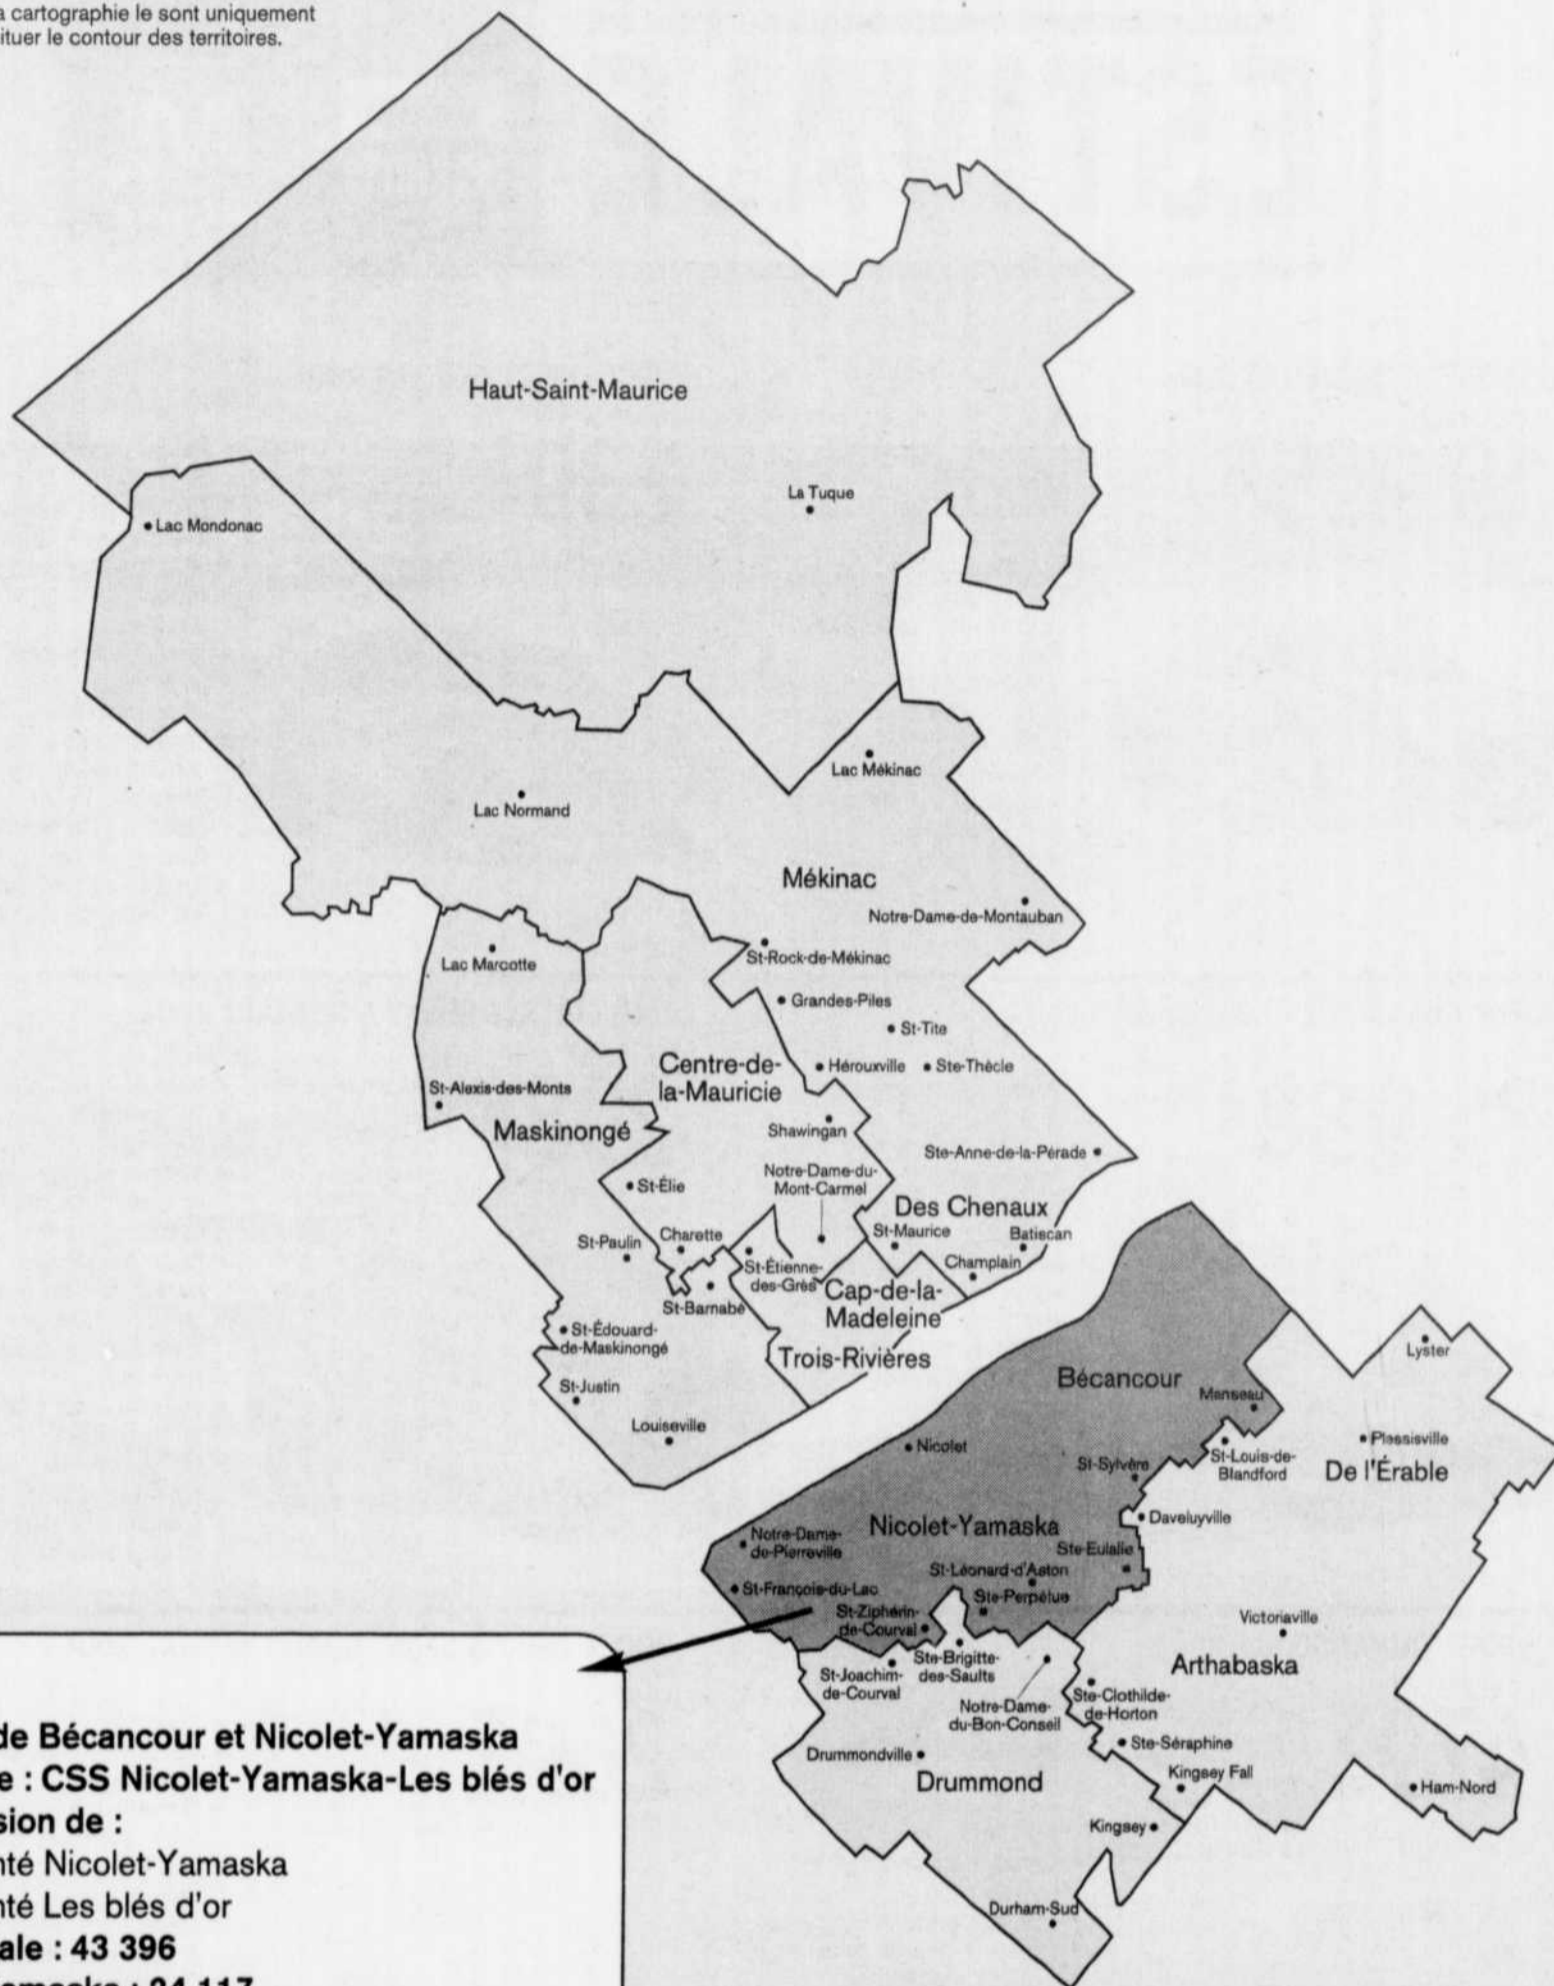 a cartographie le sont uniquement
ituer le contour des territoires.
Haut-Saint-Maurice
La Tuque
Lac Mondonac
Lac Mékinac
Lac Normand
Mékinac
Notre-Dame-de-Montauban
St-Rock-de-Mékinac
Lac Marcotte
Grandes-Piles
St-Tite
Centre-de-
la-Mauricie
Hérouxville
Ste-Thècle
St-Alexis-des-Monts
Maskinongé
Shawingan
Ste-Anne-de-la-Pérade
Notre-Dame-du-
Mont-Carmel
St-Élie
Des Chenaux
St-Maurice
Batiscan
St-Paulin
Charette
St-Étienne-
des-Grès
Champlain
St-Barnabé
Cap-de-la-
Madeleine
St-Édouard-
de-Maskinongé
Trois-Rivières
St-Justin
Louiseville
Bécancour
Manseau
Lyster
Nicolet
St-Sylvère
St-Louis-de-
Blandford
Plessisville
De l'Érable
Daveluyville
Nicolet-Yamaska
Notre-Dame-
de-Pierreville
Ste-Eulalie
St-Léonard-d'Aston
St-François-du-Lac
Ste-Perpétue
St-Ziphérin-
de-Courval
Victoriaville
Ste-Brigitte-
des-Saults
St-Joachim-
de-Courval
Arthabaska
Notre-Dame-
du-Bon-Conseil
Ste-Clothilde-
de-Horton
Drummondville
Ste-Séraphine
Drummond
Kingsey Fall
Ham-Nord
Kingsey
Durham-Sud
de Bécancour et Nicolet-Yamaska
e : CSS Nicolet-Yamaska-Les blés d'or
sion de :
nté Nicolet-Yamaska
nté Les blés d'or
ale : 43 396
amaska : 24 117